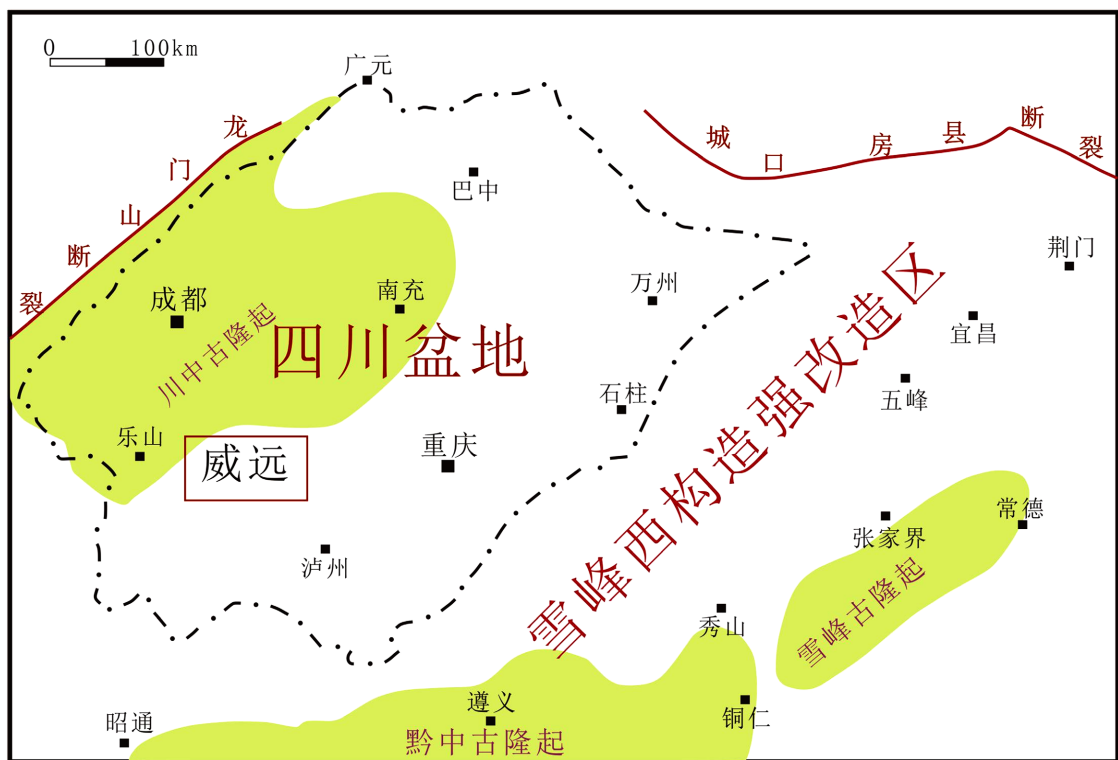 0 100km
广元
龙门山断裂
城口房县断裂
巴中
荆门
成都
南充
万州
宜昌
川中古隆起
四川盆地
雪峰西构造强改造区
石柱
五峰
乐山
威远
重庆
常德
张家界
泸州
雪峰古隆起
秀山
遵义
铜仁
昭通
黔中古隆起